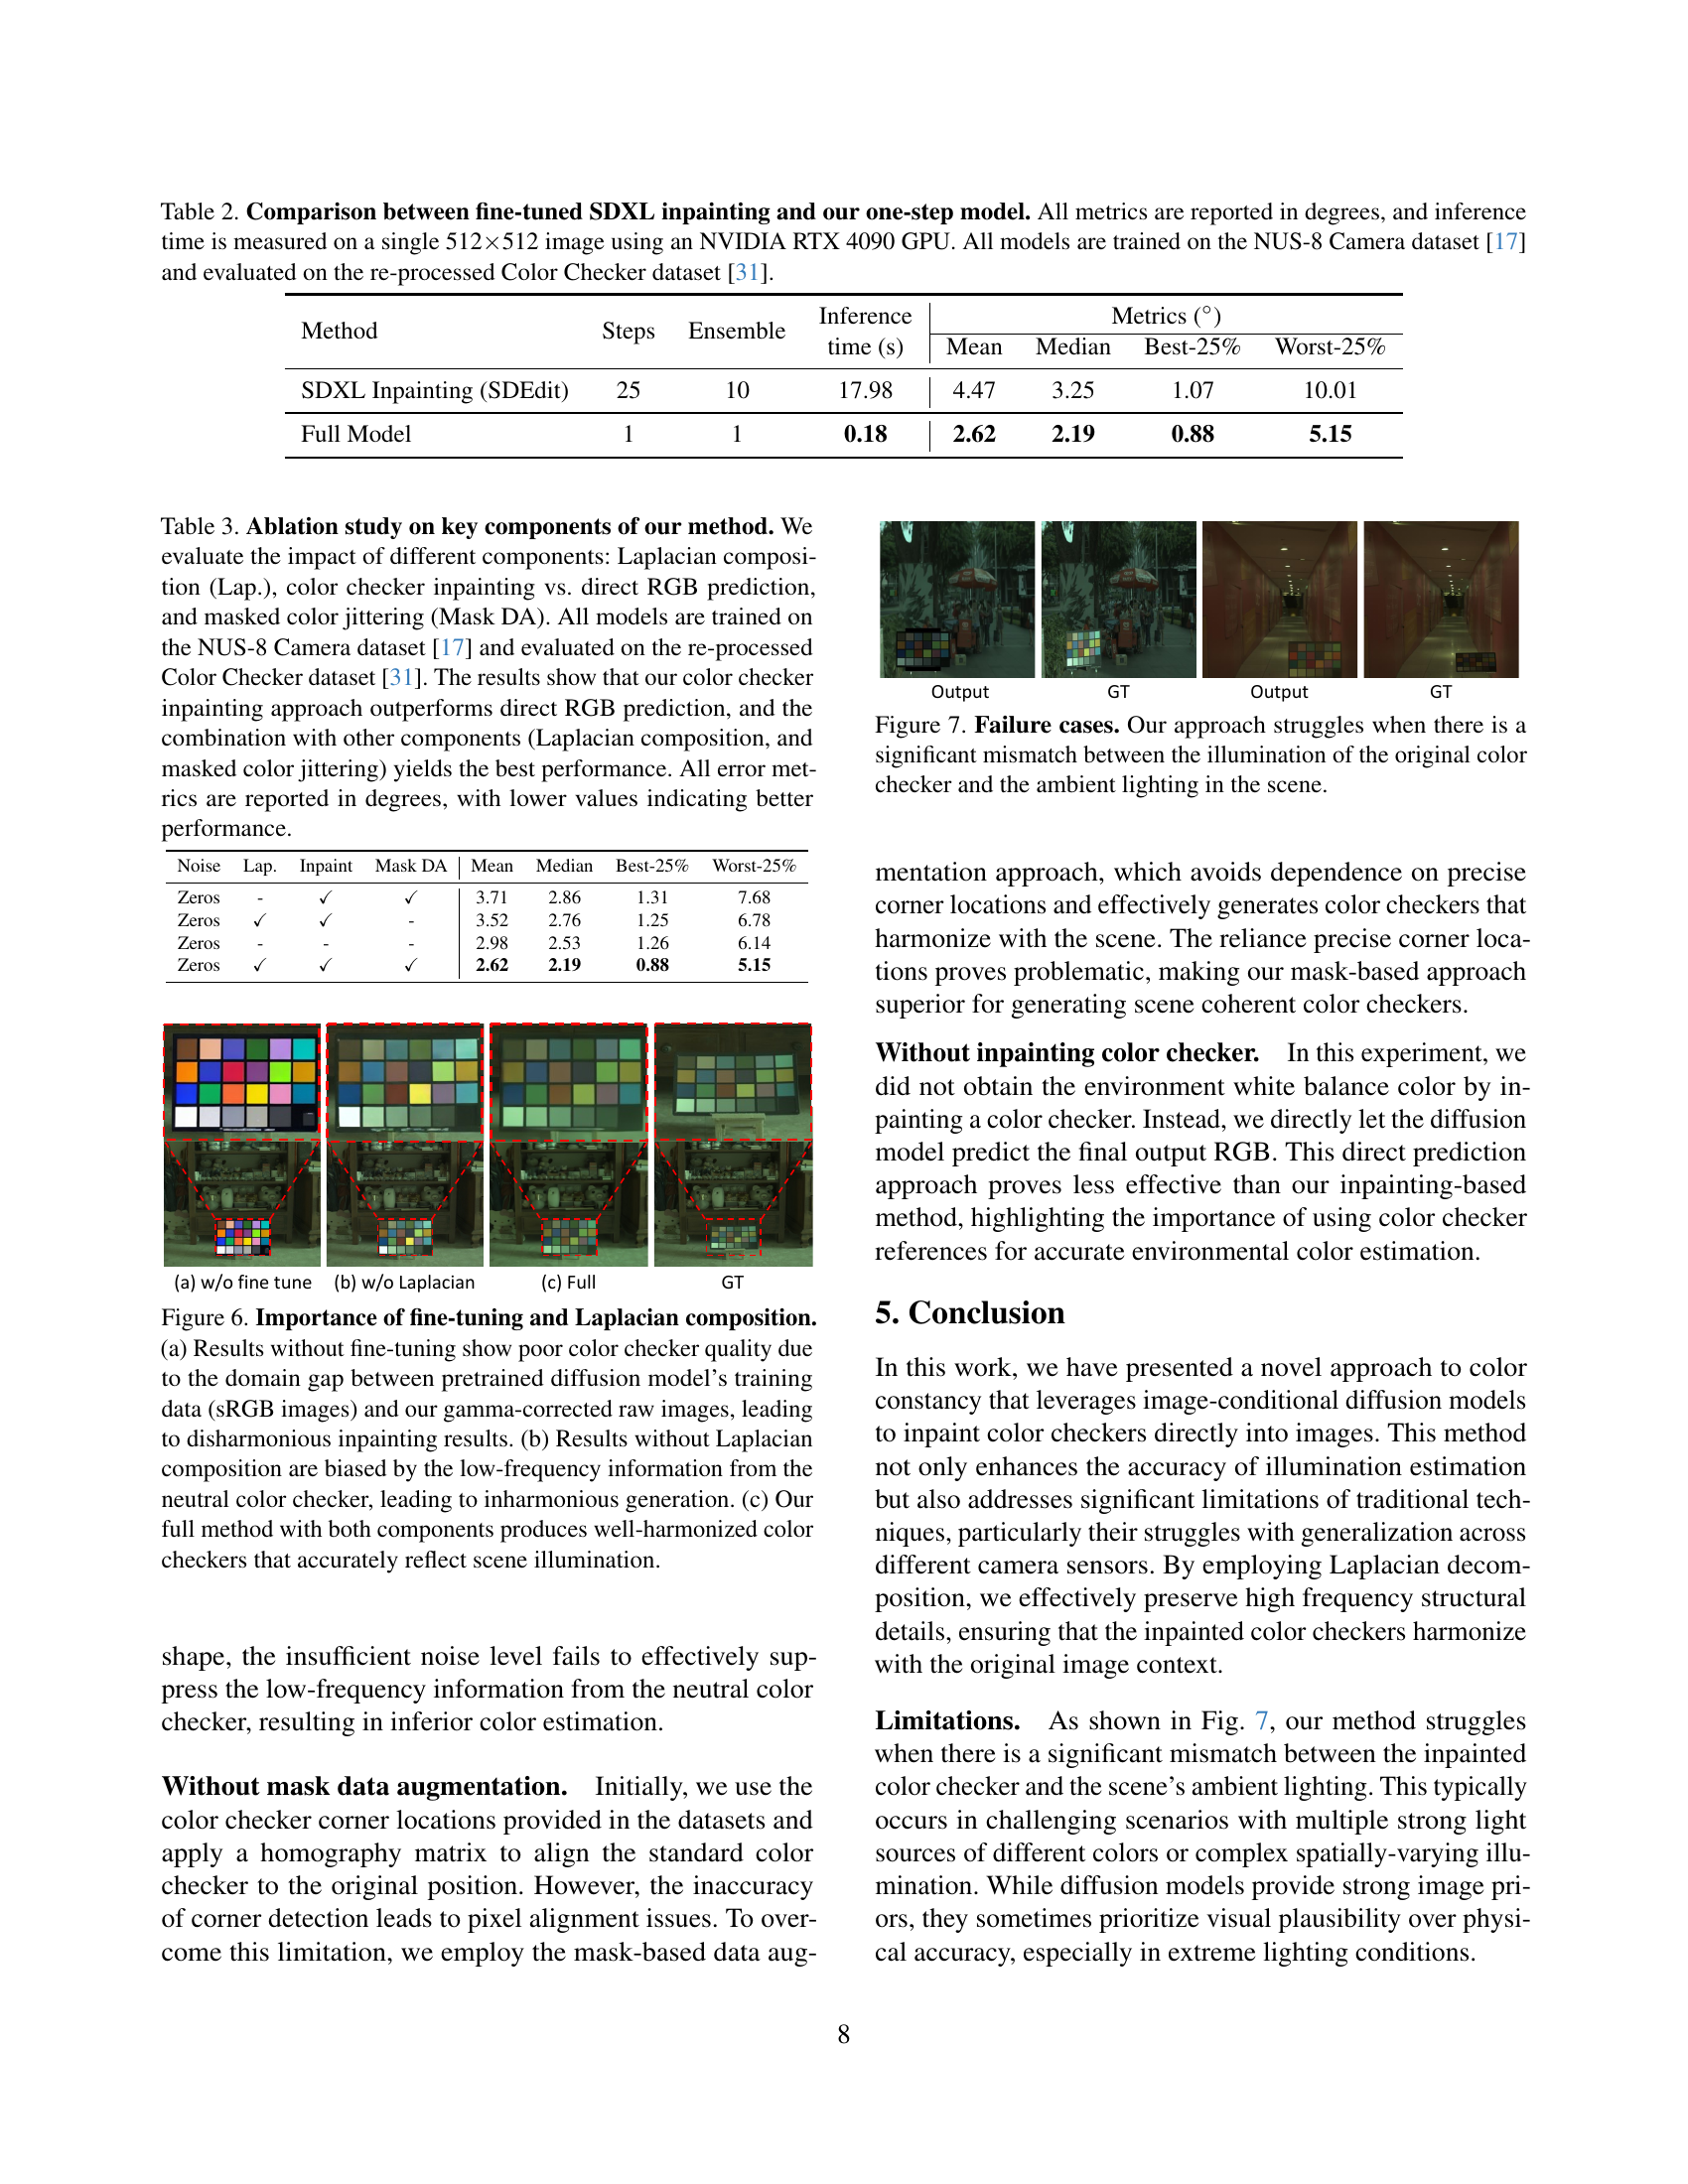 Table 2. Comparison between fine-tuned SDXL inpainting and our one-step model. All metrics are reported in degrees, and inference
time is measured on a single 512×512 image using an NVIDIA RTX 4090 GPU. All models are trained on the NUS-8 Camera dataset [17]
and evaluated on the re-processed Color Checker dataset [31].
Method Steps Ensemble Inference time (s) Metrics (°)
Mean Median Best-25% Worst-25%
SDXL Inpainting (SDEdit) 25 10 17.98 4.47 3.25 1.07 10.01
Full Model 1 1 0.18 2.62 2.19 0.88 5.15
Table 3. Ablation study on key components of our method. We
evaluate the impact of different components: Laplacian composi-
tion (Lap.), color checker inpainting vs. direct RGB prediction,
and masked color jittering (Mask DA). All models are trained on
the NUS-8 Camera dataset [17] and evaluated on the re-processed
Color Checker dataset [31]. The results show that our color checker
inpainting approach outperforms direct RGB prediction, and the
combination with other components (Laplacian composition, and
masked color jittering) yields the best performance. All error met-
rics are reported in degrees, with lower values indicating better
performance.
Noise Lap. Inpaint Mask DA Mean Median Best-25% Worst-25%
Zeros - ✓ ✓ 3.71 2.86 1.31 7.68
Zeros ✓ ✓ - 3.52 2.76 1.25 6.78
Zeros - - - 2.98 2.53 1.26 6.14
Zeros ✓ ✓ ✓ 2.62 2.19 0.88 5.15
(a) w/o fine tune (b) w/o Laplacian (c) Full GT
Figure 6. Importance of fine-tuning and Laplacian composition.
(a) Results without fine-tuning show poor color checker quality due
to the domain gap between pretrained diffusion model's training
data (sRGB images) and our gamma-corrected raw images, leading
to disharmonious inpainting results. (b) Results without Laplacian
composition are biased by the low-frequency information from the
neutral color checker, leading to inharmonious generation. (c) Our
full method with both components produces well-harmonized color
checkers that accurately reflect scene illumination.
shape, the insufficient noise level fails to effectively sup-
press the low-frequency information from the neutral color
checker, resulting in inferior color estimation.
Without mask data augmentation. Initially, we use the
color checker corner locations provided in the datasets and
apply a homography matrix to align the standard color
checker to the original position. However, the inaccuracy
of corner detection leads to pixel alignment issues. To over-
come this limitation, we employ the mask-based data aug-
Output GT Output GT
Figure 7. Failure cases. Our approach struggles when there is a
significant mismatch between the illumination of the original color
checker and the ambient lighting in the scene.
mentation approach, which avoids dependence on precise
corner locations and effectively generates color checkers that
harmonize with the scene. The reliance precise corner loca-
tions proves problematic, making our mask-based approach
superior for generating scene coherent color checkers.
Without inpainting color checker. In this experiment, we
did not obtain the environment white balance color by in-
painting a color checker. Instead, we directly let the diffusion
model predict the final output RGB. This direct prediction
approach proves less effective than our inpainting-based
method, highlighting the importance of using color checker
references for accurate environmental color estimation.
5. Conclusion
In this work, we have presented a novel approach to color
constancy that leverages image-conditional diffusion models
to inpaint color checkers directly into images. This method
not only enhances the accuracy of illumination estimation
but also addresses significant limitations of traditional tech-
niques, particularly their struggles with generalization across
different camera sensors. By employing Laplacian decom-
position, we effectively preserve high frequency structural
details, ensuring that the inpainted color checkers harmonize
with the original image context.
Limitations. As shown in Fig. 7, our method struggles
when there is a significant mismatch between the inpainted
color checker and the scene's ambient lighting. This typically
occurs in challenging scenarios with multiple strong light
sources of different colors or complex spatially-varying illu-
mination. While diffusion models provide strong image pri-
ors, they sometimes prioritize visual plausibility over physi-
cal accuracy, especially in extreme lighting conditions.
8